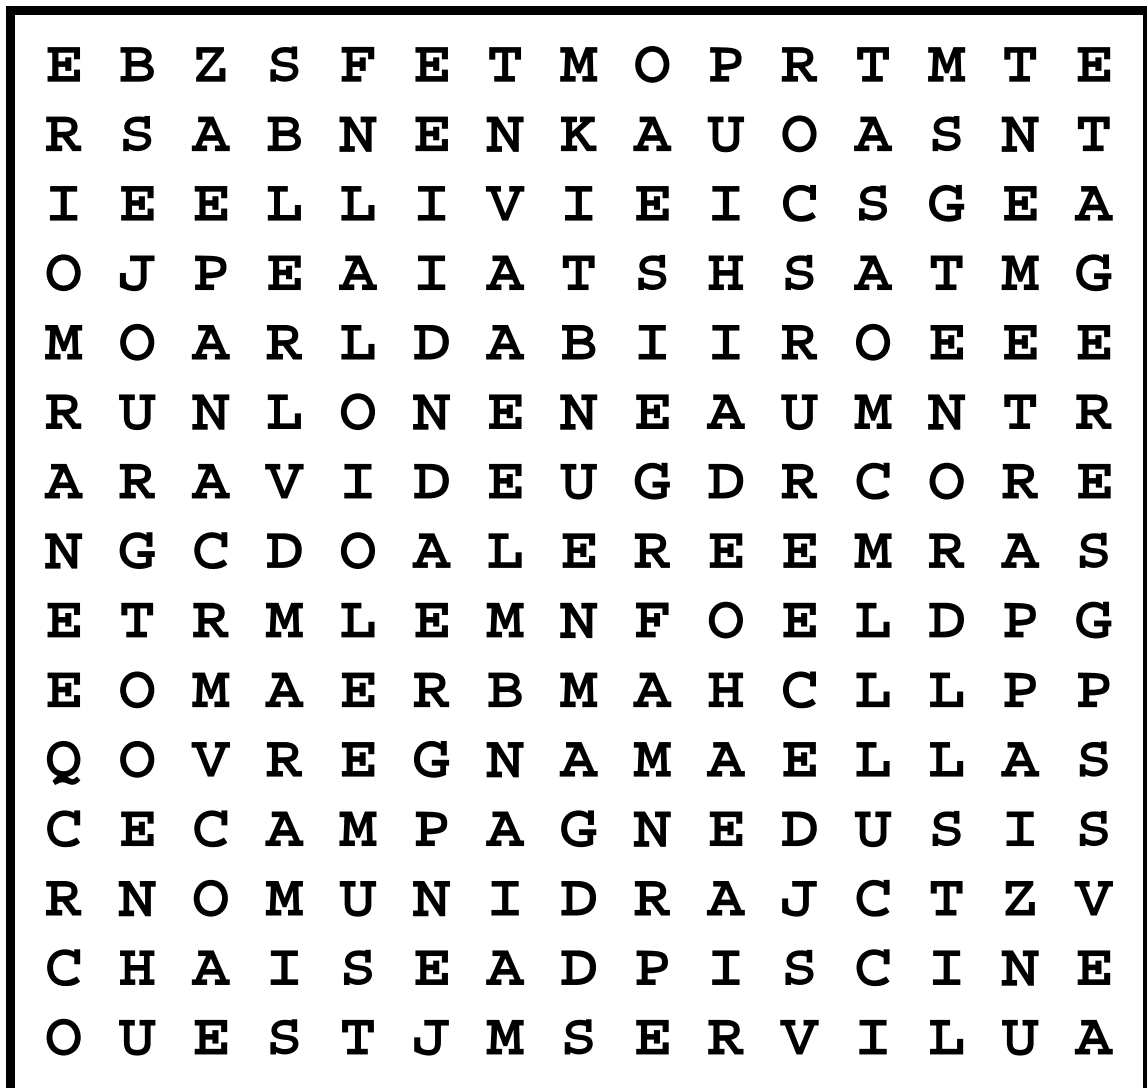 E B Z S F E T M O P R T M T E
R S A B N E N K A U O A S N T
I E E L L I V I E I C S G E A
O J P E A I A T S H S A T M G
M O A R L D A B I I R O E E E
R U N L O N E N E A U M N T R
A R A V I D E U G D R C O R E
N G C D O A L E R E E M R A S
E T R M L E M N F O E L D P G
E O M A E R B M A H C L L P P
Q O V R E G N A M A E L L A S
C E C A M P A G N E D U S I S
R N O M U N I D R A J C T Z V
C H A I S E A D P I S C I N E
O U E S T J M S E R V I L U A